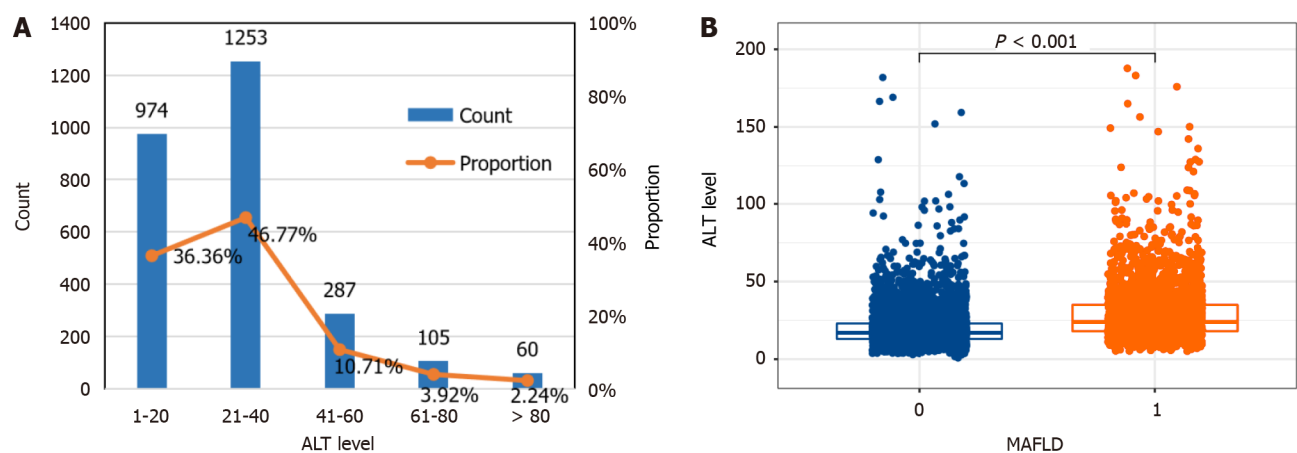 A
1400
1200
1000
800
600
400
200
0
Count
974
1253
287
105
60
36.36%
46.77%
10.71%
3.92%
2.24%
Count
Proportion
100%
80%
60%
40%
20%
0%
Proportion
1-20 21-40 41-60 61-80 > 80
ALT level
B
200
150
100
50
0
ALT level
P < 0.001
0 1
MAFLD